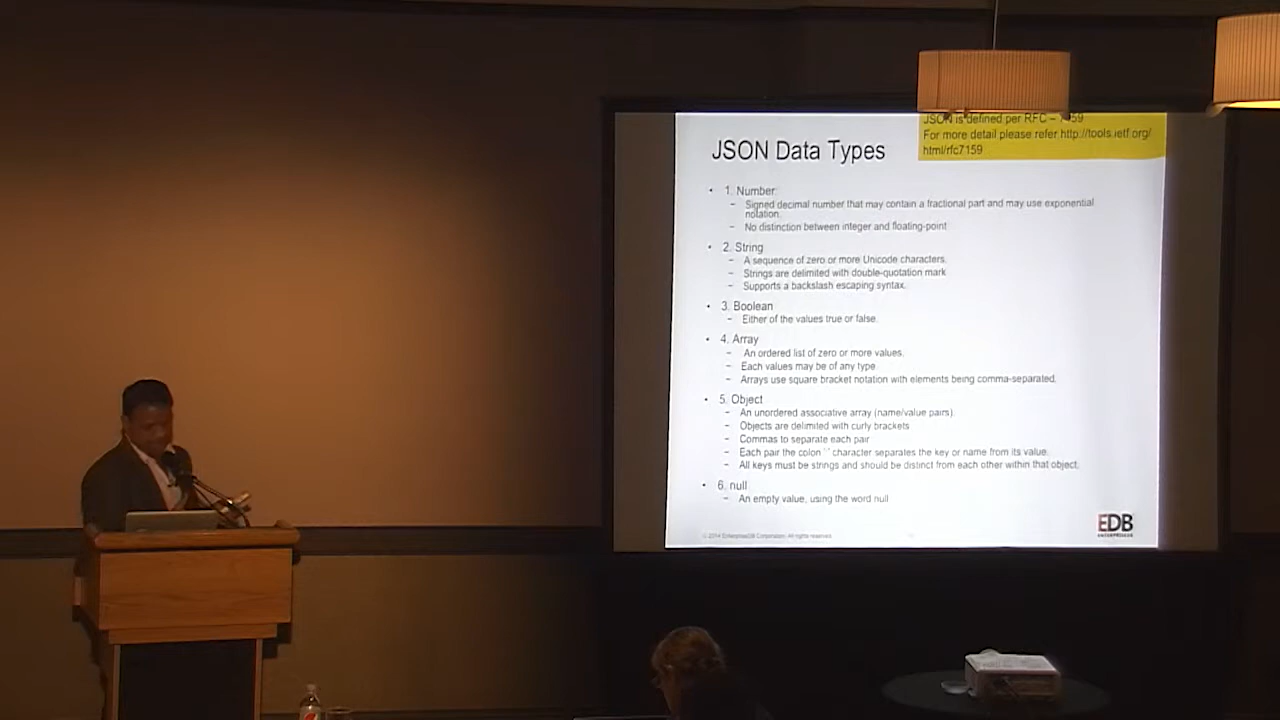 JSON is defined per RFC – 7159
For more detail please refer http://tools.ietf.org/
html/rfc7159
JSON Data Types
• 1. Number:
– Signed decimal number that may contain a fractional part and may use exponential
notation.
– No distinction between integer and floating-point
• 2. String
– A sequence of zero or more Unicode characters.
– Strings are delimited with double-quotation mark
– Supports a backslash escaping syntax.
• 3. Boolean
– Either of the values true or false.
• 4. Array
– An ordered list of zero or more values.
– Each values may be of any type
– Arrays use square bracket notation with elements being comma-separated.
• 5. Object
– An unordered associative array (name/value pairs).
– Objects are delimited with curly brackets
– Commas to separate each pair
– Each pair the colon ':' character separates the key or name from its value.
– All keys must be strings and should be distinct from each other within that object.
• 6. null
– An empty value, using the word null
© 2014 EnterpriseDB Corporation. All rights reserved.
EDB
ENTERPRISEDB